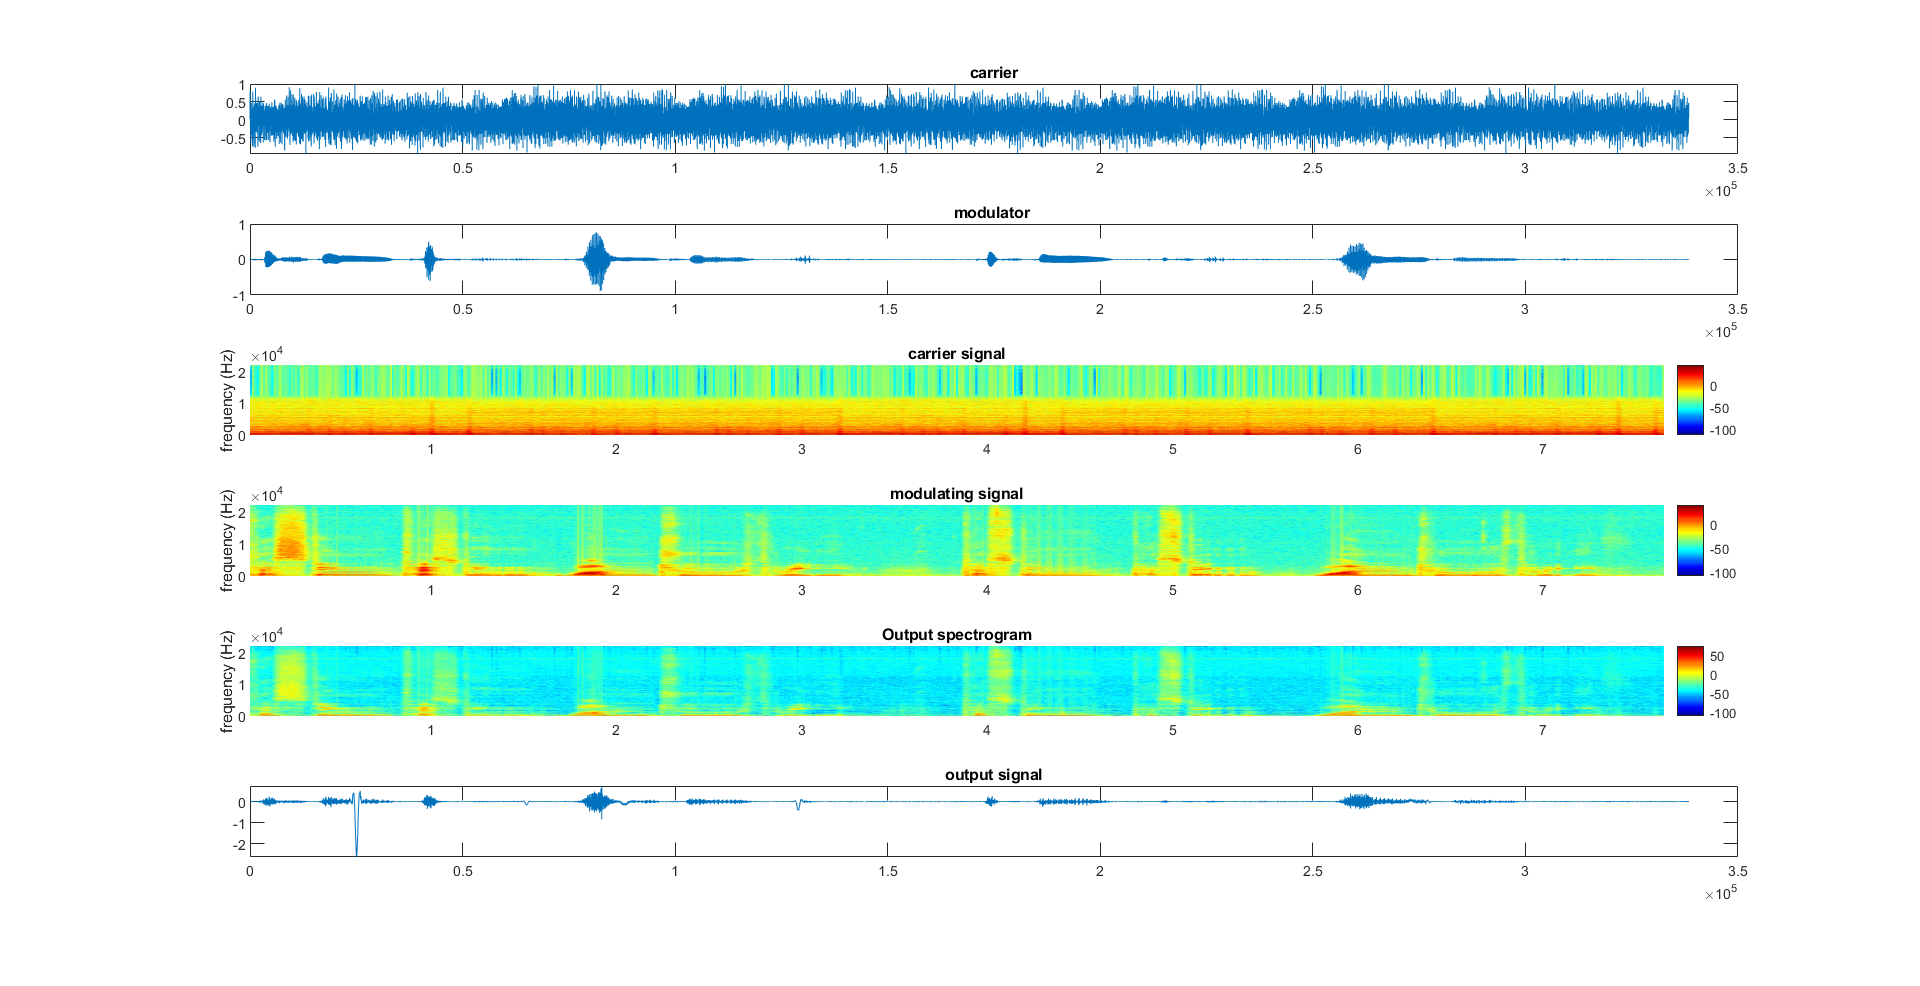 carrier
1
0.5
0
-0.5
0 0.5 1 1.5 2 2.5 3 3.5
×10^5
modulator
1
0
-1
0 0.5 1 1.5 2 2.5 3 3.5
×10^5
carrier signal
×10^4
frequency (Hz)
2
1
0
1 2 3 4 5 6 7
0
-50
-100
modulating signal
×10^4
frequency (Hz)
2
1
0
1 2 3 4 5 6 7
0
-50
-100
Output spectrogram
×10^4
frequency (Hz)
2
1
0
1 2 3 4 5 6 7
50
0
-50
-100
output signal
0
-1
-2
0 0.5 1 1.5 2 2.5 3 3.5
×10^5